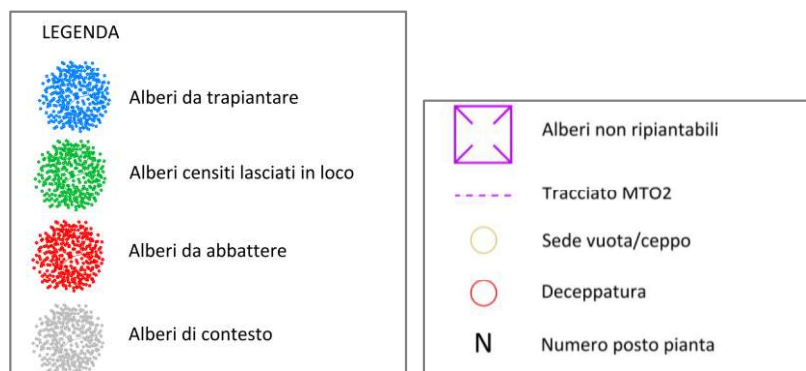 LEGENDA
Alberi da trapiantare
Alberi censiti lasciati in loco
Alberi da abbattere
Alberi di contesto
Alberi non ripiantabili
Tracciato MTO2
Sede vuota/ceppo
Deceppatura
N Numero posto pianta